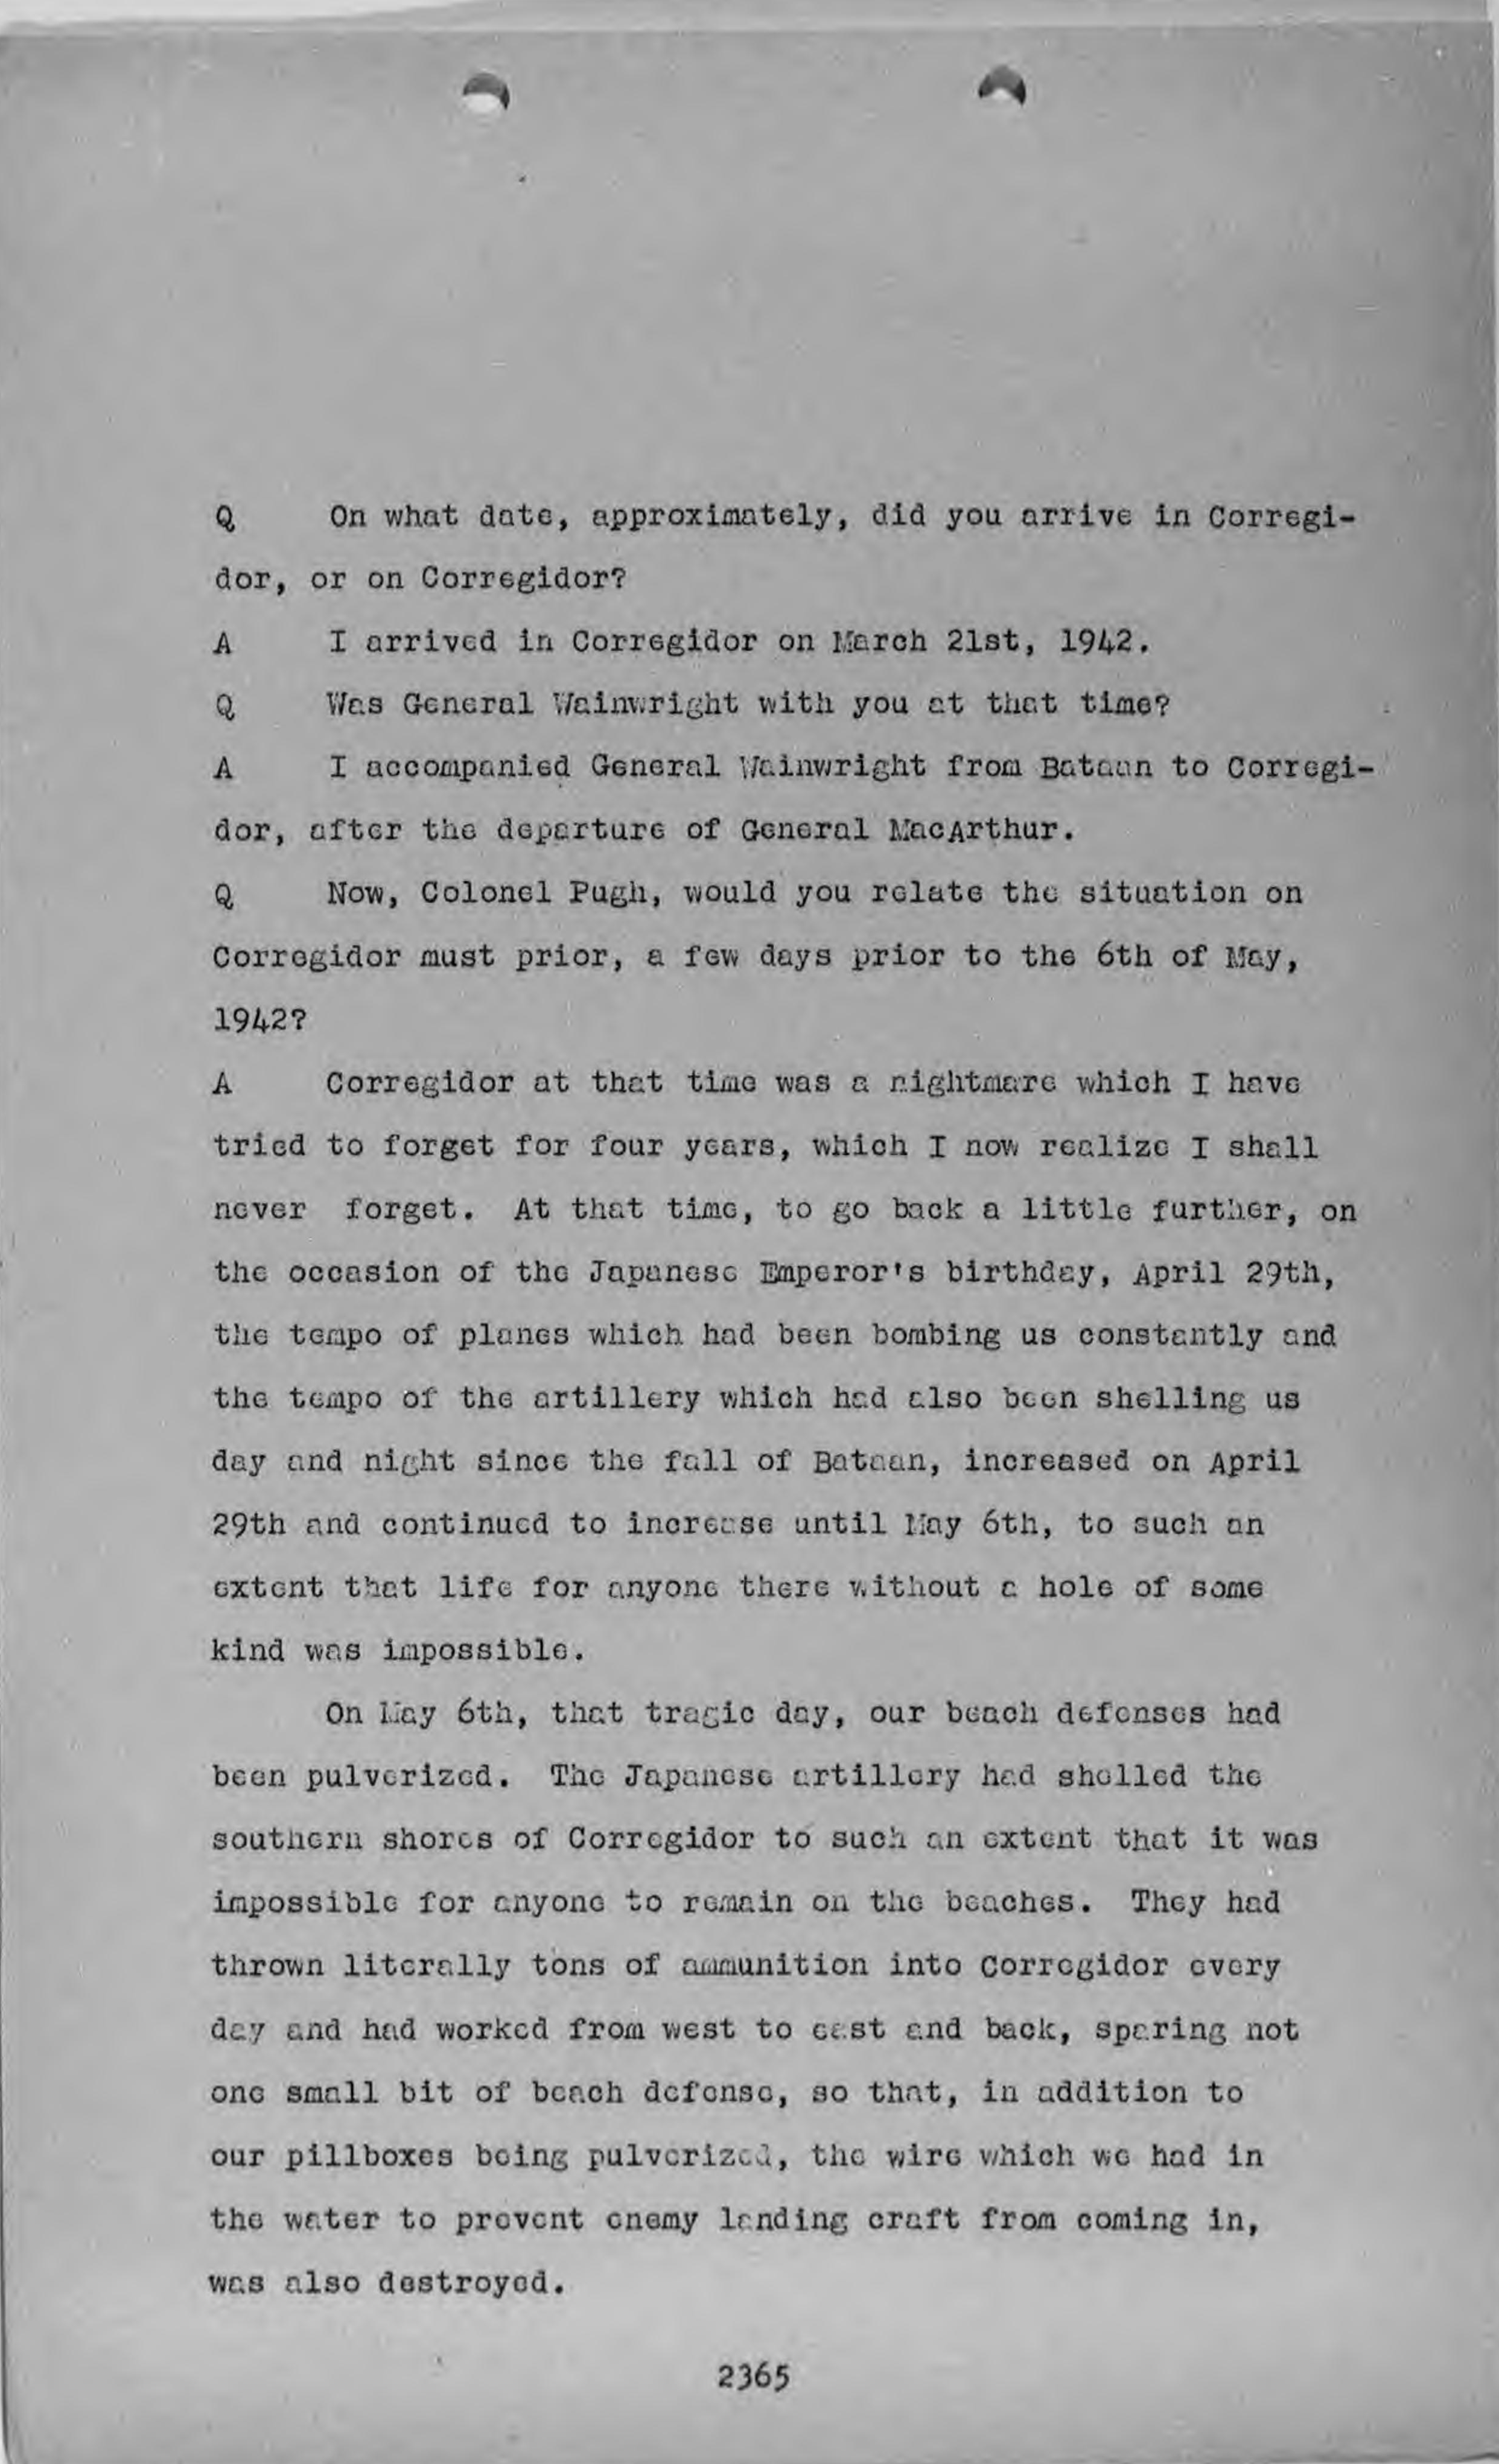 Q On what date, approximately, did you arrive in Corregi-
dor, or on Corregidor?
A I arrived in Corregidor on March 21st, 1942.
Q Was General Wainwright with you at that time?
A I accompanied General Wainwright from Bataan to Corregi-
dor, after the departure of General MacArthur.
Q Now, Colonel Pugh, would you relate the situation on
Corregidor must prior, a few days prior to the 6th of May,
1942?
A Corregidor at that time was a nightmare which I have
tried to forget for four years, which I now realize I shall
never forget. At that time, to go back a little further, on
the occasion of the Japanese Emperor's birthday, April 29th,
the tempo of planes which had been bombing us constantly and
the tempo of the artillery which had also been shelling us
day and night since the fall of Bataan, increased on April
29th and continued to increase until May 6th, to such an
extent that life for anyone there without a hole of some
kind was impossible.
On May 6th, that tragic day, our beach defenses had
been pulverized. The Japanese artillery had shelled the
southern shores of Corregidor to such an extent that it was
impossible for anyone to remain on the beaches. They had
thrown literally tons of ammunition into Corregidor every
day and had worked from west to east and back, sparing not
one small bit of beach defense, so that, in addition to
our pillboxes being pulverized, the wire which we had in
the water to prevent enemy landing craft from coming in,
was also destroyed.
2365